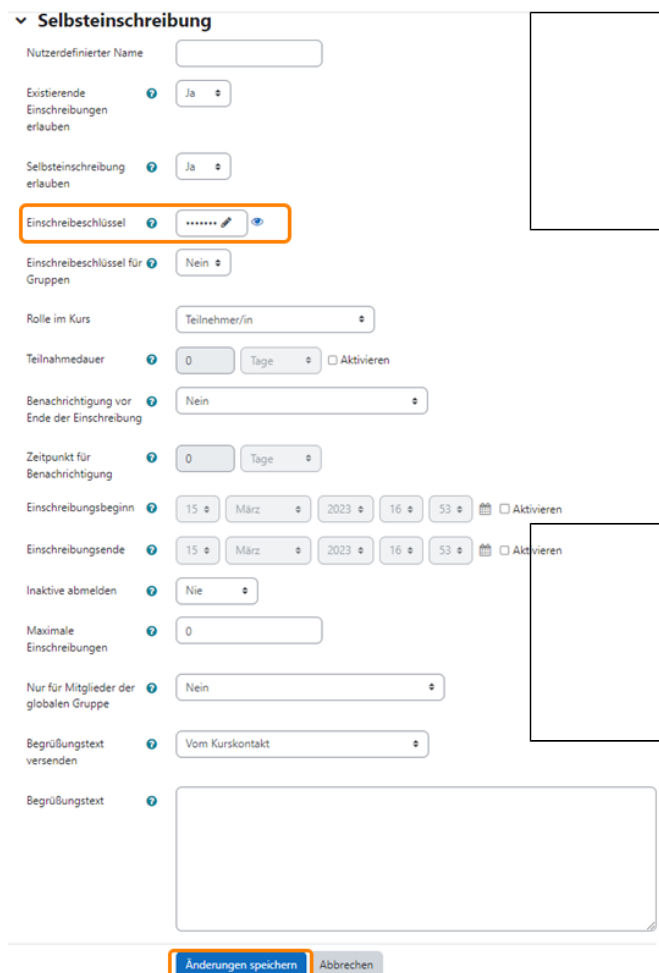 Selbsteinschreibung
Nutzerdefinierter Name
Existierende Ja
Einschreibungen
erlauben
Selbsteinschreibung Ja
erlauben
Einschreibeschlüssel •••••••
Einschreibeschlüssel für Nein
Gruppen
Rolle im Kurs Teilnehmer/in
Teilnahmedauer 0 Tage Aktivieren
Benachrichtigung vor Nein
Ende der Einschreibung
Zeitpunkt für 0 Tage
Benachrichtigung
Einschreibungsbeginn 15 März 2023 16 53 Aktivieren
Einschreibungsende 15 März 2023 16 53 Aktivieren
Inaktive abmelden Nie
Maximale 0
Einschreibungen
Nur für Mitglieder der Nein
globalen Gruppe
Begrüßungstext Vom Kurskontakt
versenden
Begrüßungstext
Änderungen speichern Abbrechen